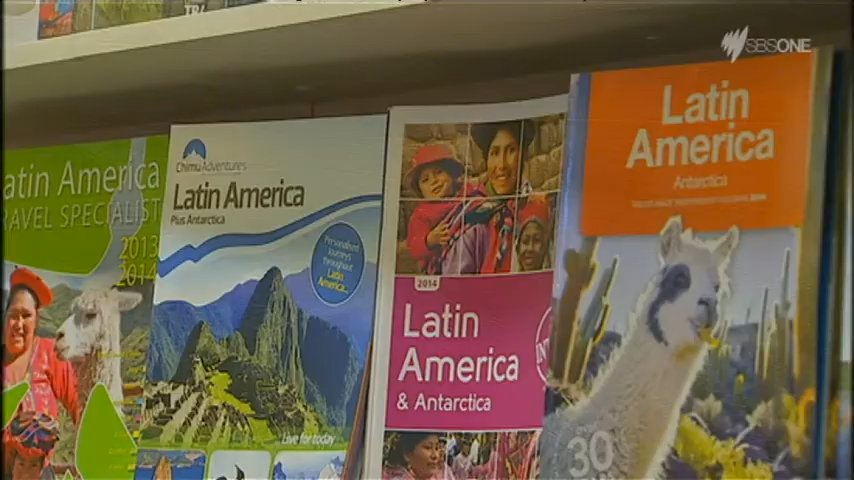 SBS ONE
atin America
RAVEL SPECIALIST
2013
2014
Chimu Adventures
Latin America
Plus Antarctica
Personalised
journeys
throughout
Latin
America...
Live for today
2014
Latin
America
& Antarctica
Latin
America
Antarctica
30